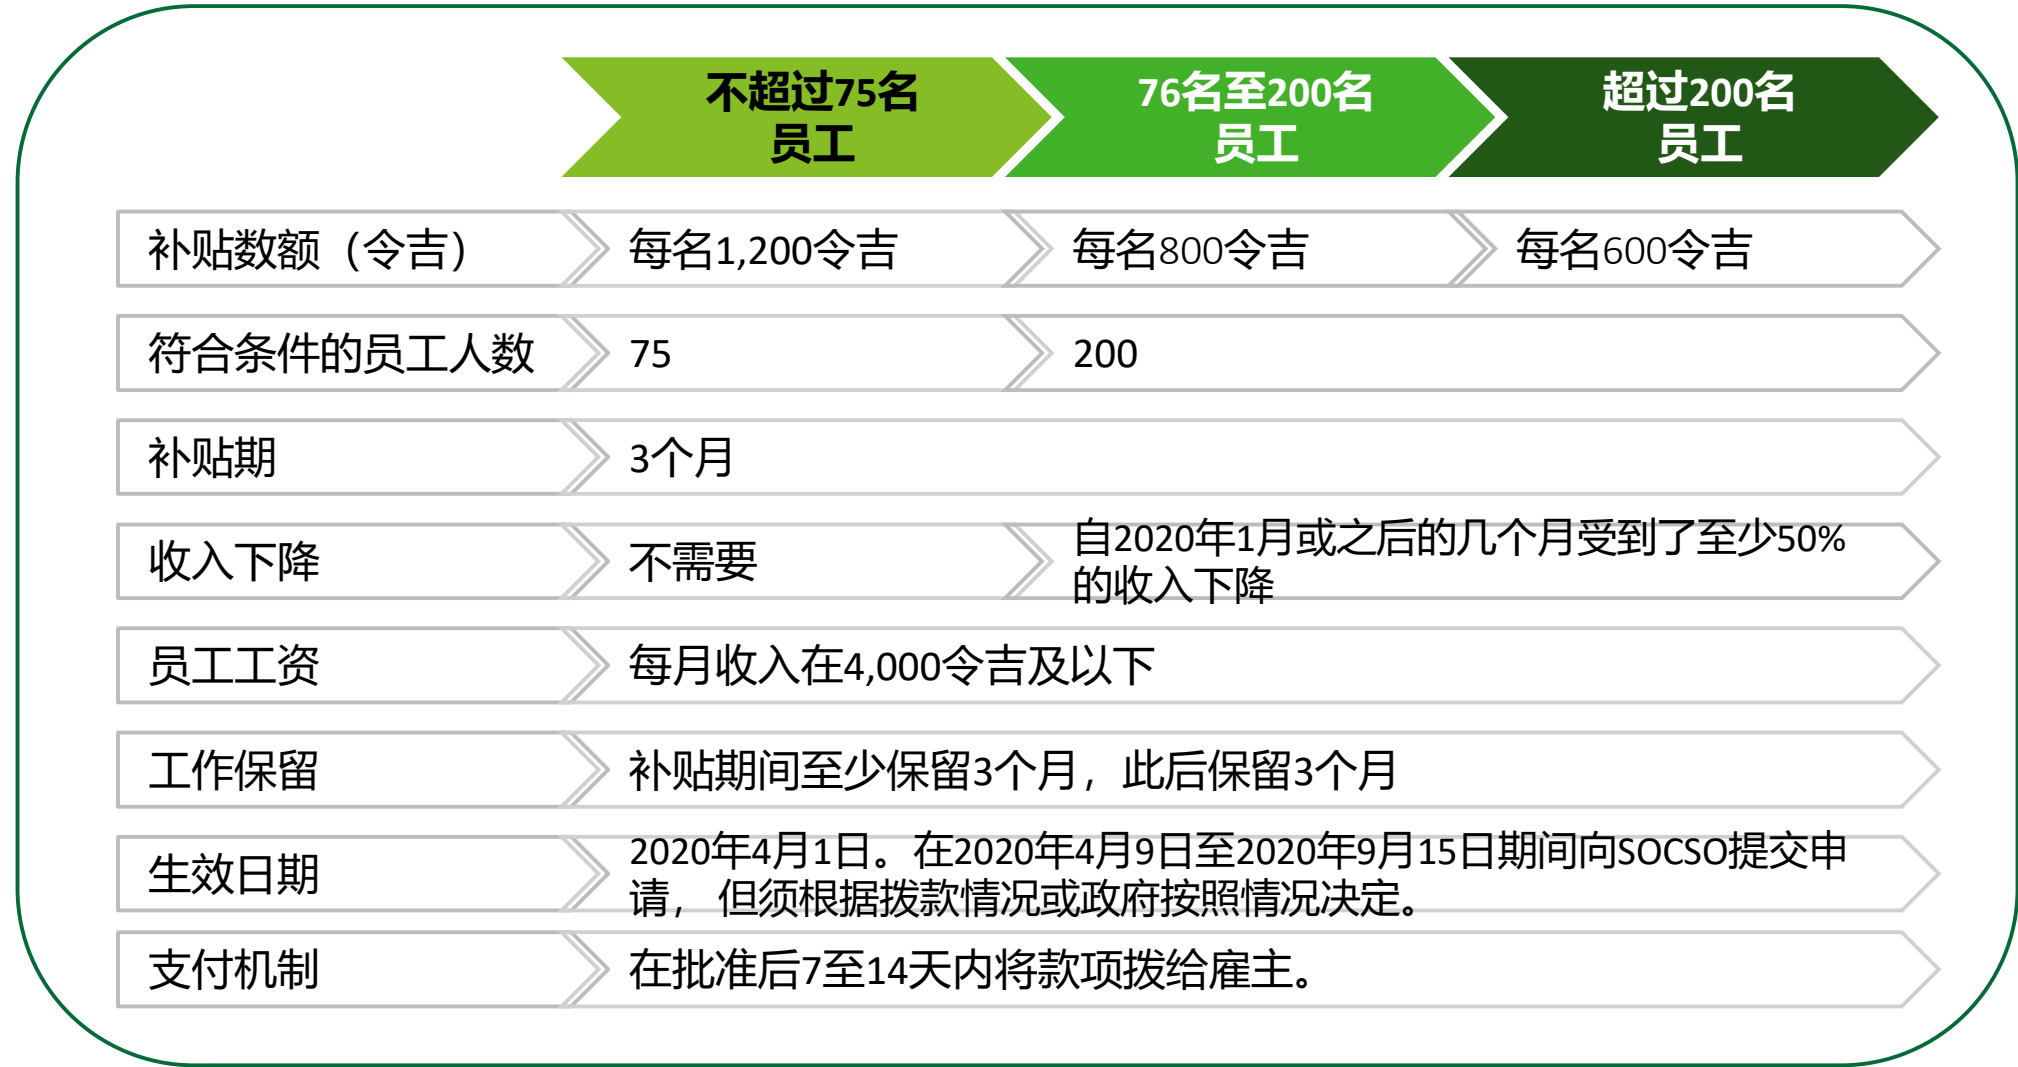 不超过75名
员工
76名至200名
员工
超过200名
员工
补贴数额（令吉）
每名1,200令吉
每名800令吉
每名600令吉
符合条件的员工人数
75
200
补贴期
3个月
收入下降
不需要
自2020年1月或之后的几个月受到了至少50%
的收入下降
员工工资
每月收入在4,000令吉及以下
工作保留
补贴期间至少保留3个月，此后保留3个月
生效日期
2020年4月1日。在2020年4月9日至2020年9月15日期间向SOCSO提交申
请， 但须根据拨款情况或政府按照情况决定。
支付机制
在批准后7至14天内将款项拨给雇主。